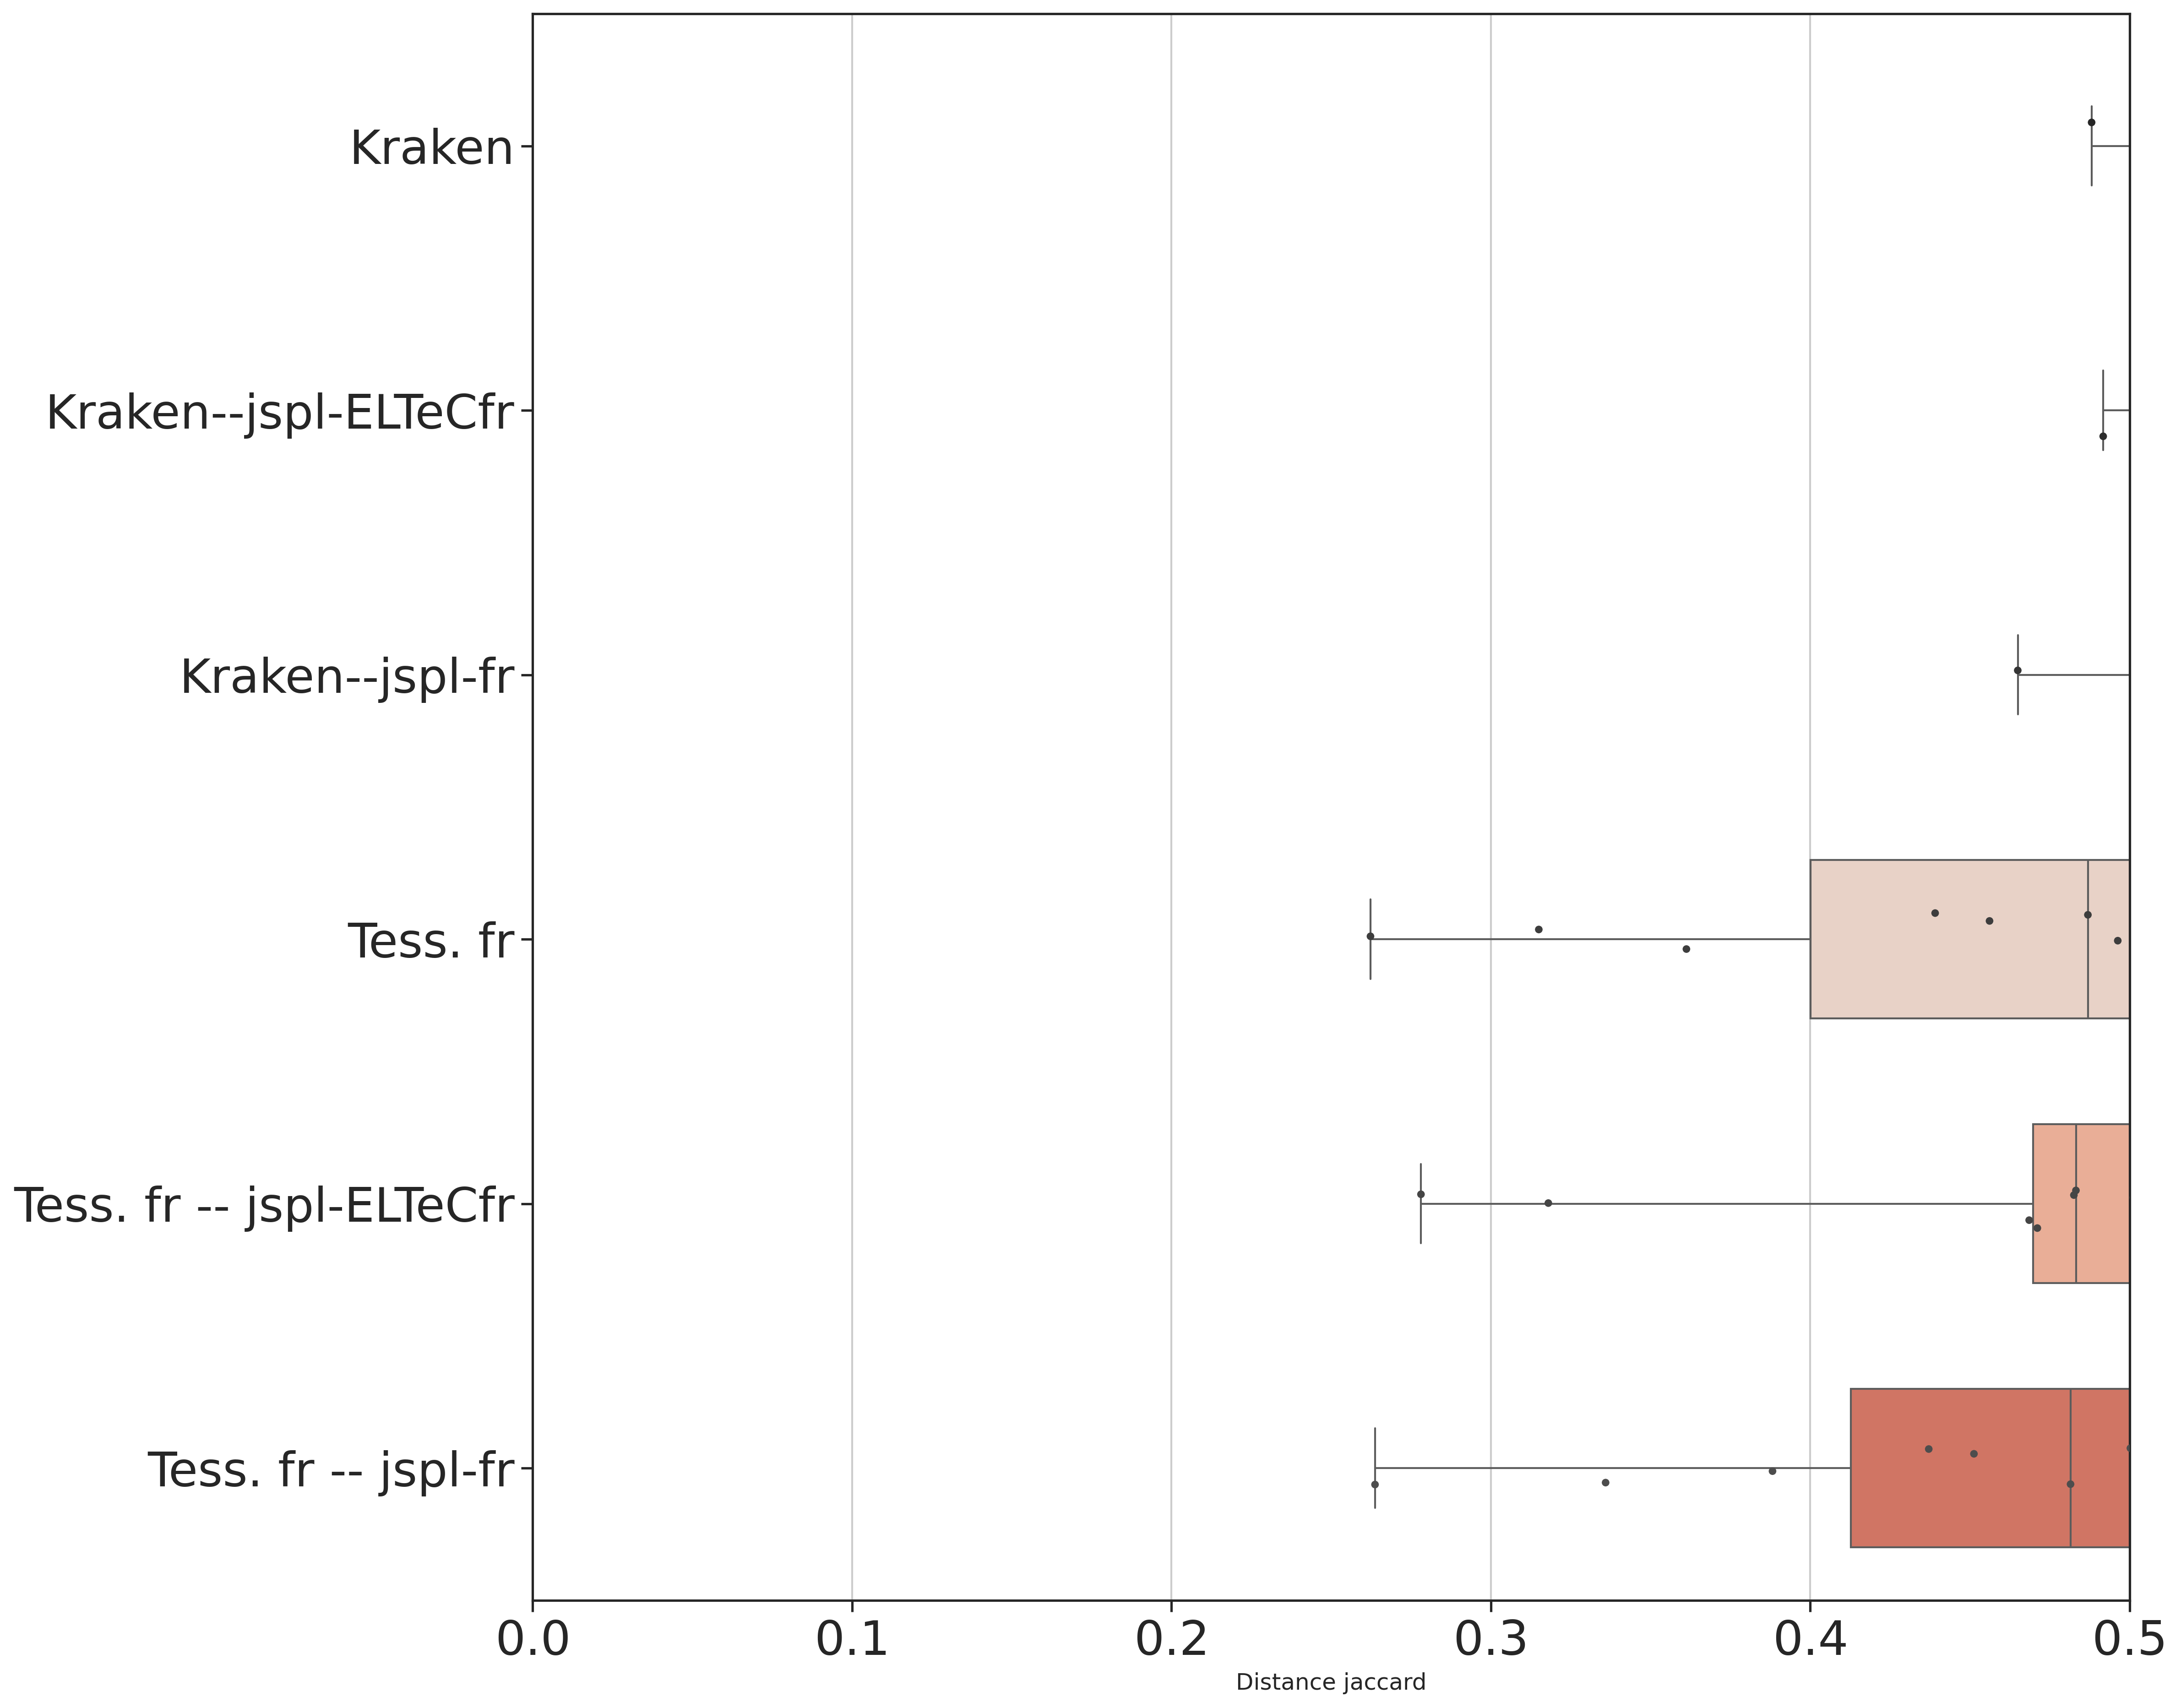 Kraken
Kraken--jspl-ELTeCfr
Kraken--jspl-fr
Tess. fr
Tess. fr -- jspl-ELTeCfr
Tess. fr -- jspl-fr
0.0 0.1 0.2 0.3 0.4 0.5
Distance jaccard